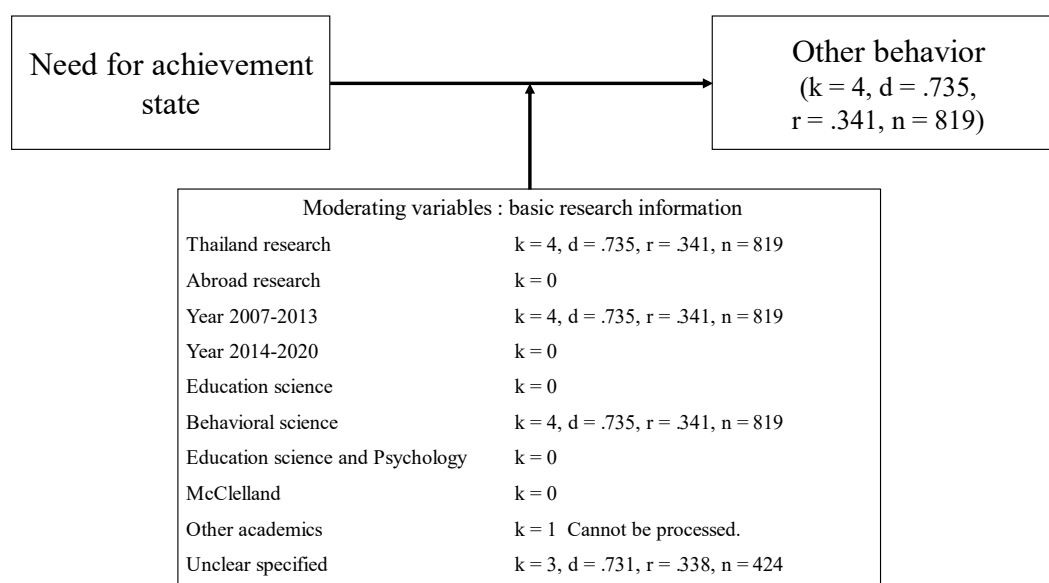 Need for achievement
state
Other behavior
(k = 4, d = .735,
r = .341, n = 819)
Moderating variables : basic research information
Thailand research k = 4, d = .735, r = .341, n = 819
Abroad research k = 0
Year 2007-2013 k = 4, d = .735, r = .341, n = 819
Year 2014-2020 k = 0
Education science k = 0
Behavioral science k = 4, d = .735, r = .341, n = 819
Education science and Psychology k = 0
McClelland k = 0
Other academics k = 1 Cannot be processed.
Unclear specified k = 3, d = .731, r = .338, n = 424